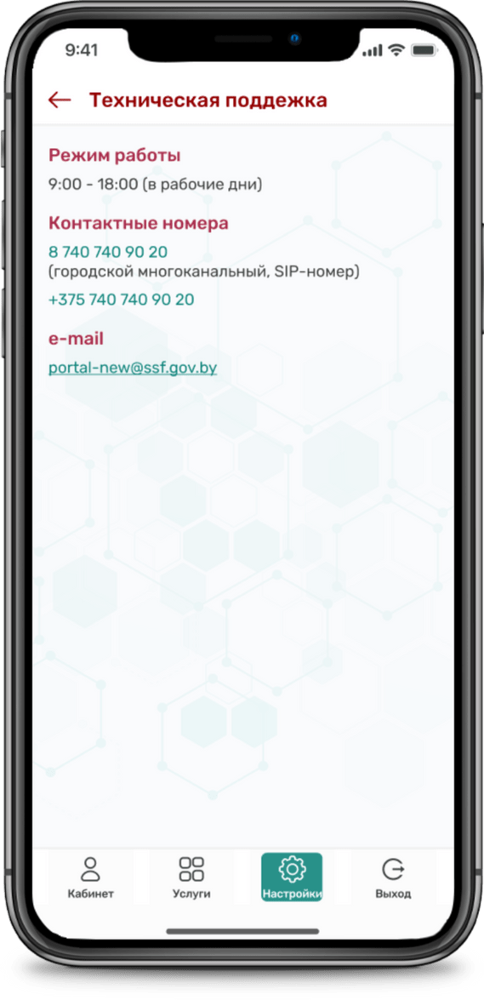 9:41
Техническая поддежка
Режим работы
9:00 - 18:00 (в рабочие дни)
Контактные номера
8 740 740 90 20
(городской многоканальный, SIP-номер)
+375 740 740 90 20
e-mail
portal-new@ssf.gov.by
Кабинет Услуги Настройки Выход